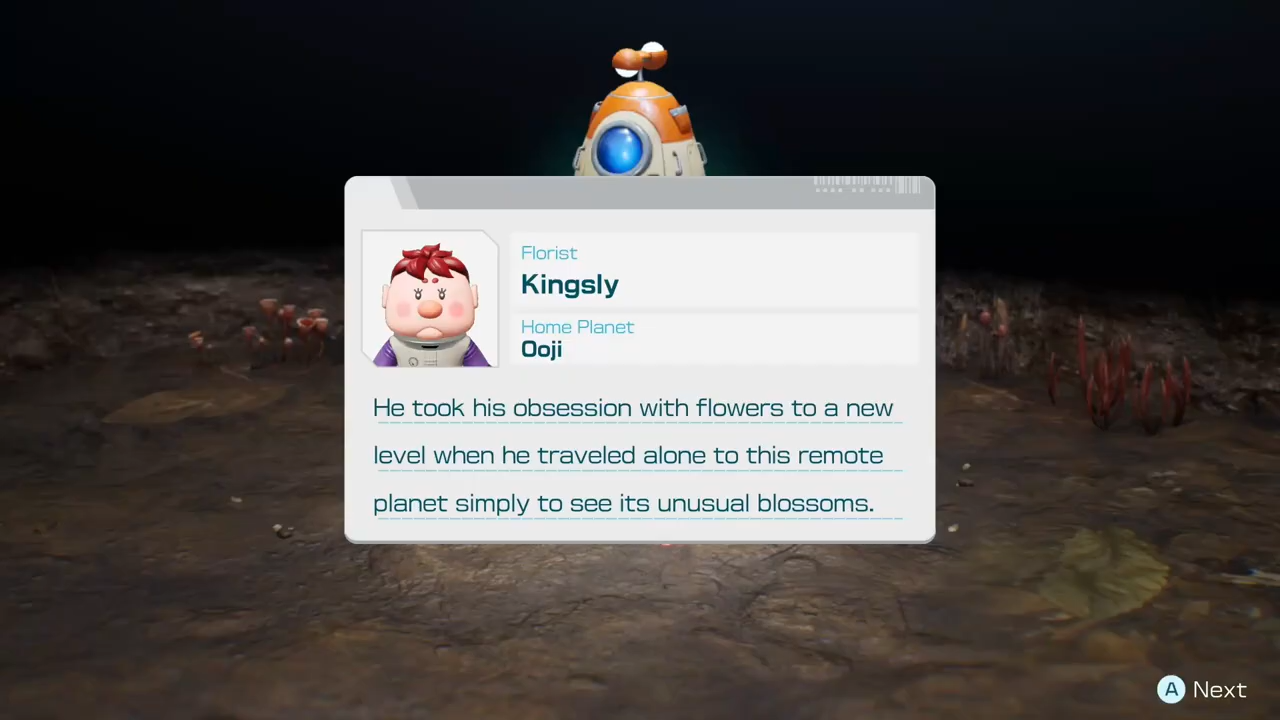 Florist
Kingsly
Home Planet
Ooji
He took his obsession with flowers to a new
level when he traveled alone to this remote
planet simply to see its unusual blossoms.
A Next